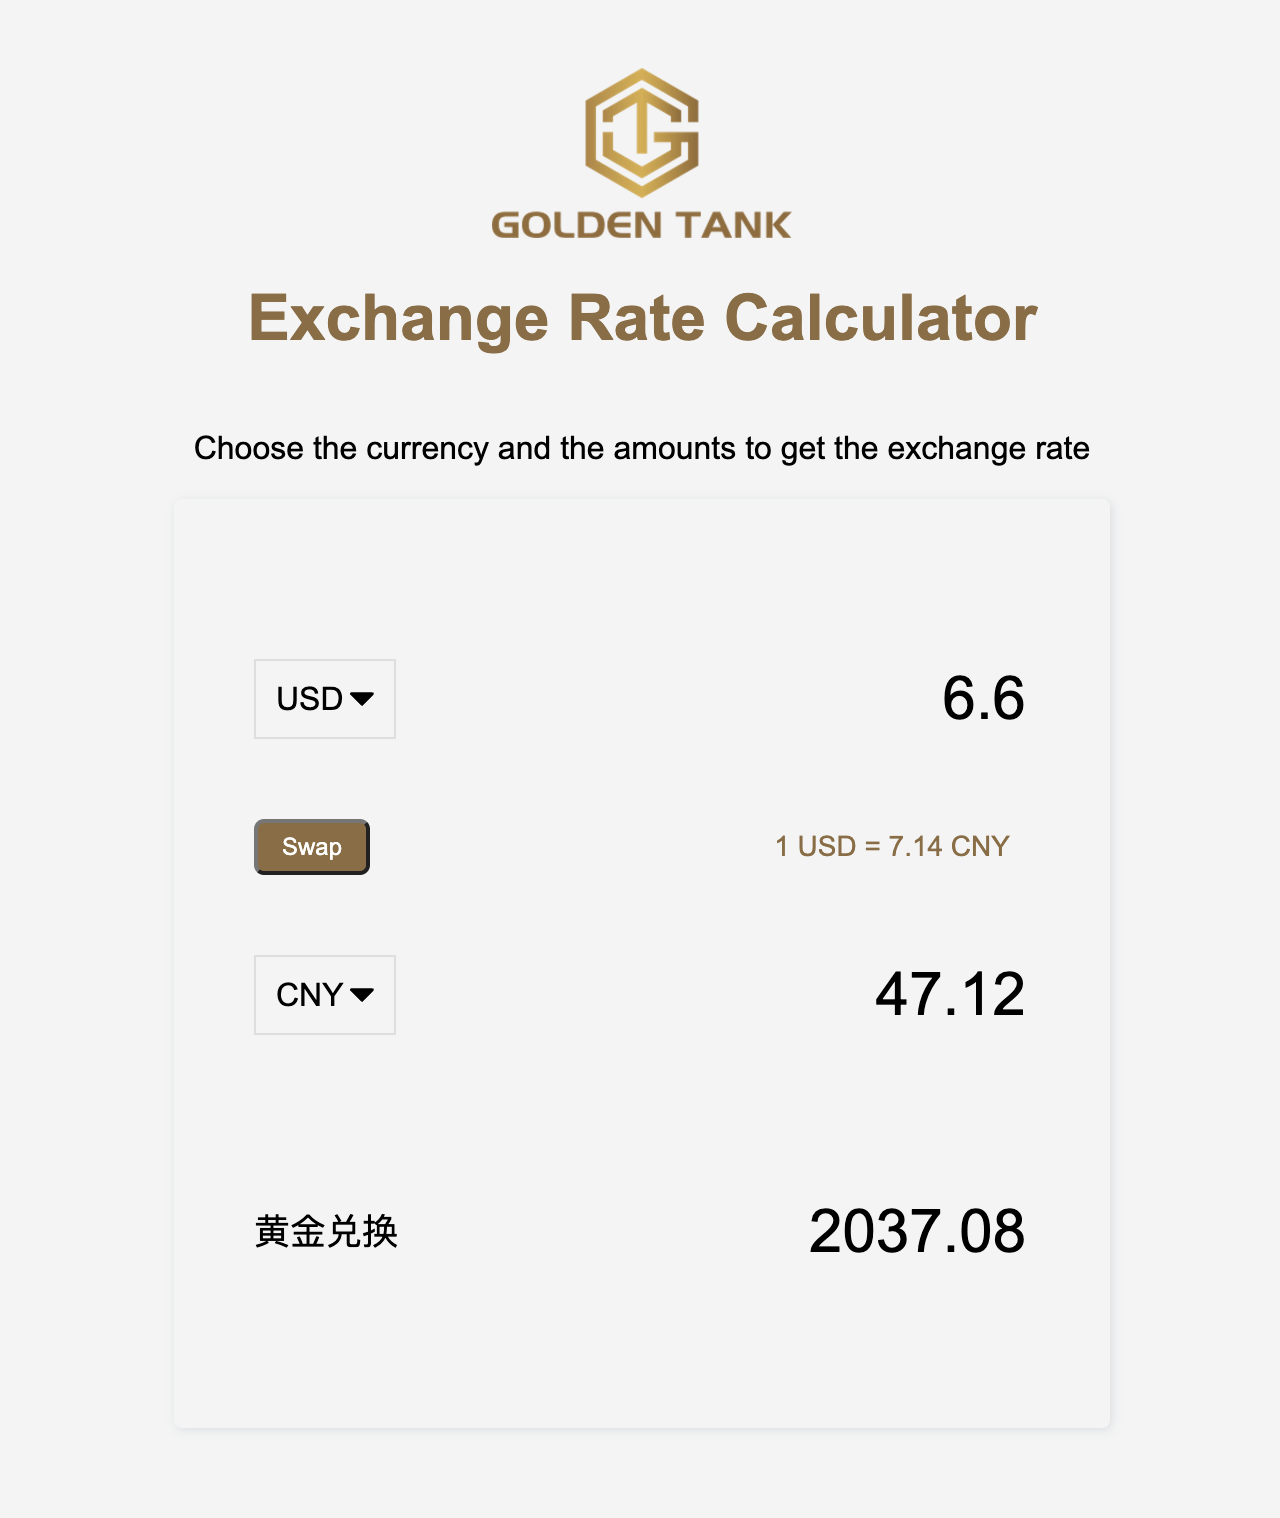 GOLDEN TANK
Exchange Rate Calculator
Choose the currency and the amounts to get the exchange rate
USD 6.6
Swap 1 USD = 7.14 CNY
CNY 47.12
黄金兑换 2037.08